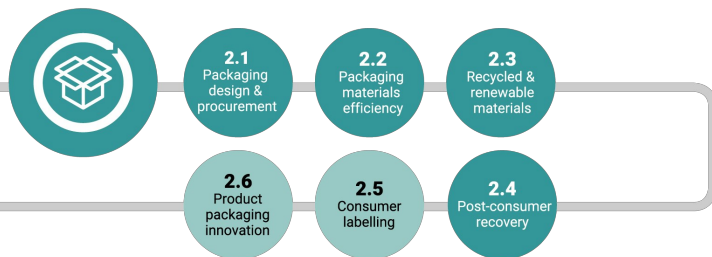 2.1
Packaging
design &
procurement
2.2
Packaging
materials
efficiency
2.3
Recycled &
renewable
materials
2.6
Product
packaging
innovation
2.5
Consumer
labelling
2.4
Post-consumer
recovery